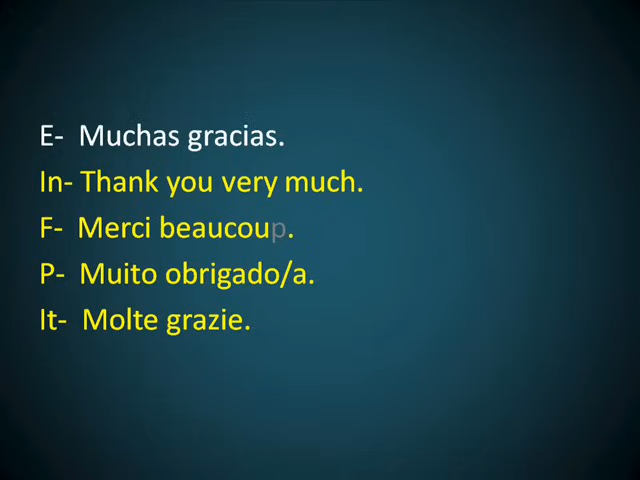 E- Muchas gracias.
In- Thank you very much.
F- Merci beaucoup.
P- Muito obrigado/a.
It- Molte grazie.